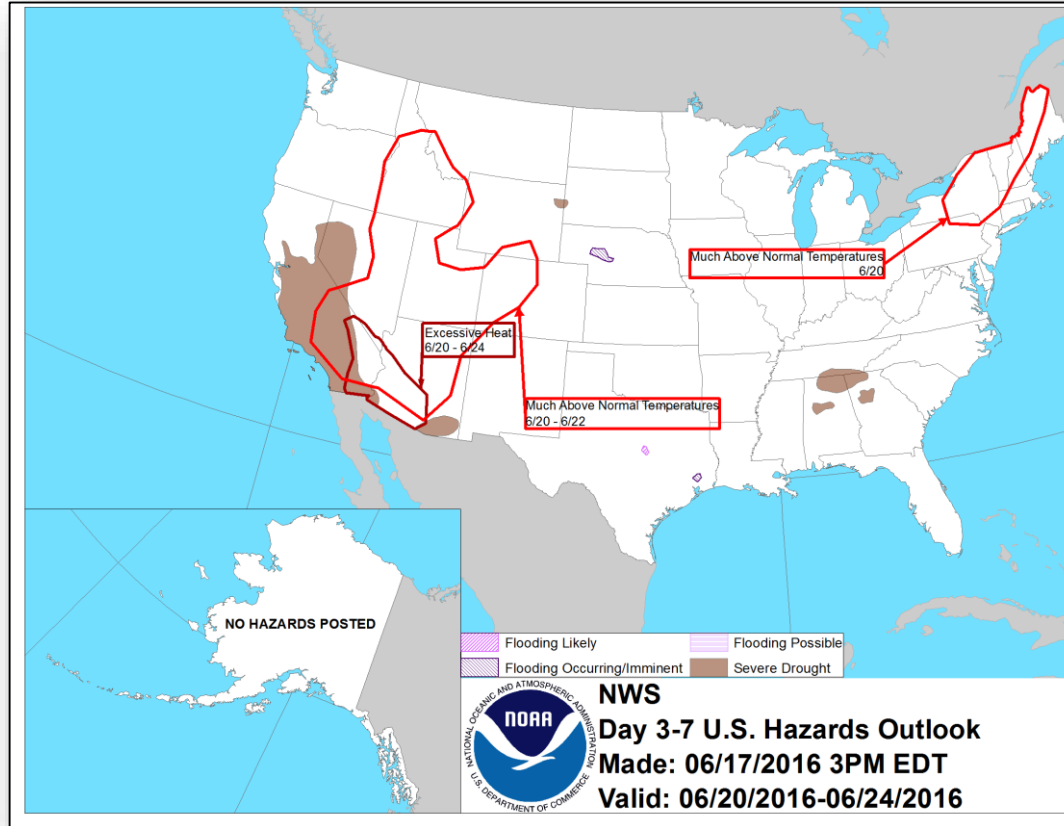 Much Above Normal Temperatures
6/20
Excessive Heat
6/20 - 6/24
Much Above Normal Temperatures
6/20 - 6/22
NO HAZARDS POSTED
Flooding Likely
Flooding Possible
Flooding Occurring/Imminent
Severe Drought
NATIONAL OCEANIC AND ATMOSPHERIC ADMINISTRATION
NOAA
U.S. DEPARTMENT OF COMMERCE
NWS
Day 3-7 U.S. Hazards Outlook
Made: 06/17/2016 3PM EDT
Valid: 06/20/2016-06/24/2016